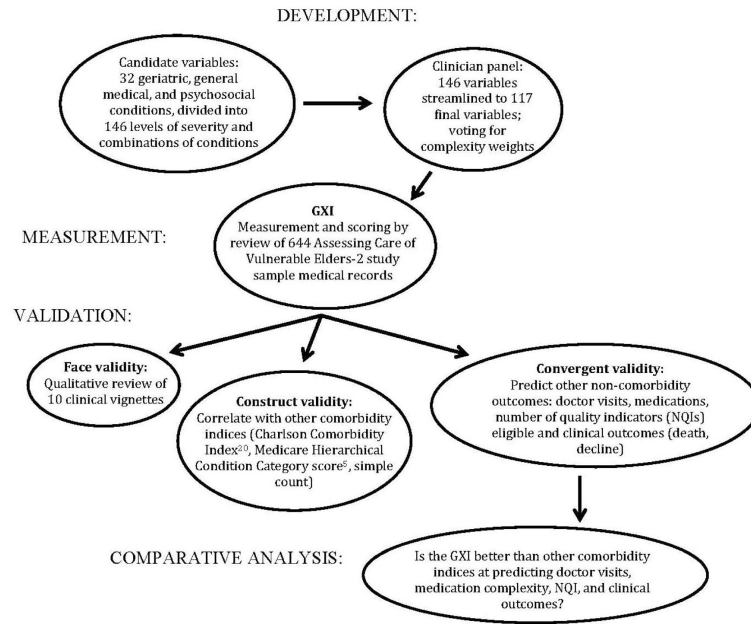 DEVELOPMENT:
Candidate variables:
32 geriatric, general
medical, and psychosocial
conditions, divided into
146 levels of severity and
combinations of conditions
Clinician panel:
146 variables
streamlined to 117
final variables;
voting for
complexity weights
MEASUREMENT:
GXI
Measurement and scoring by
review of 644 Assessing Care of
Vulnerable Elders-2 study
sample medical records
VALIDATION:
Face validity:
Qualitative review of
10 clinical vignettes
Construct validity:
Correlate with other comorbidity
indices (Charlson Comorbidity
Index20, Medicare Hierarchical
Condition Category score5, simple
count)
Convergent validity:
Predict other non-comorbidity
outcomes: doctor visits, medications,
number of quality indicators (NQIs)
eligible and clinical outcomes (death,
decline)
COMPARATIVE ANALYSIS:
Is the GXI better than other comorbidity
indices at predicting doctor visits,
medication complexity, NQI, and clinical
outcomes?